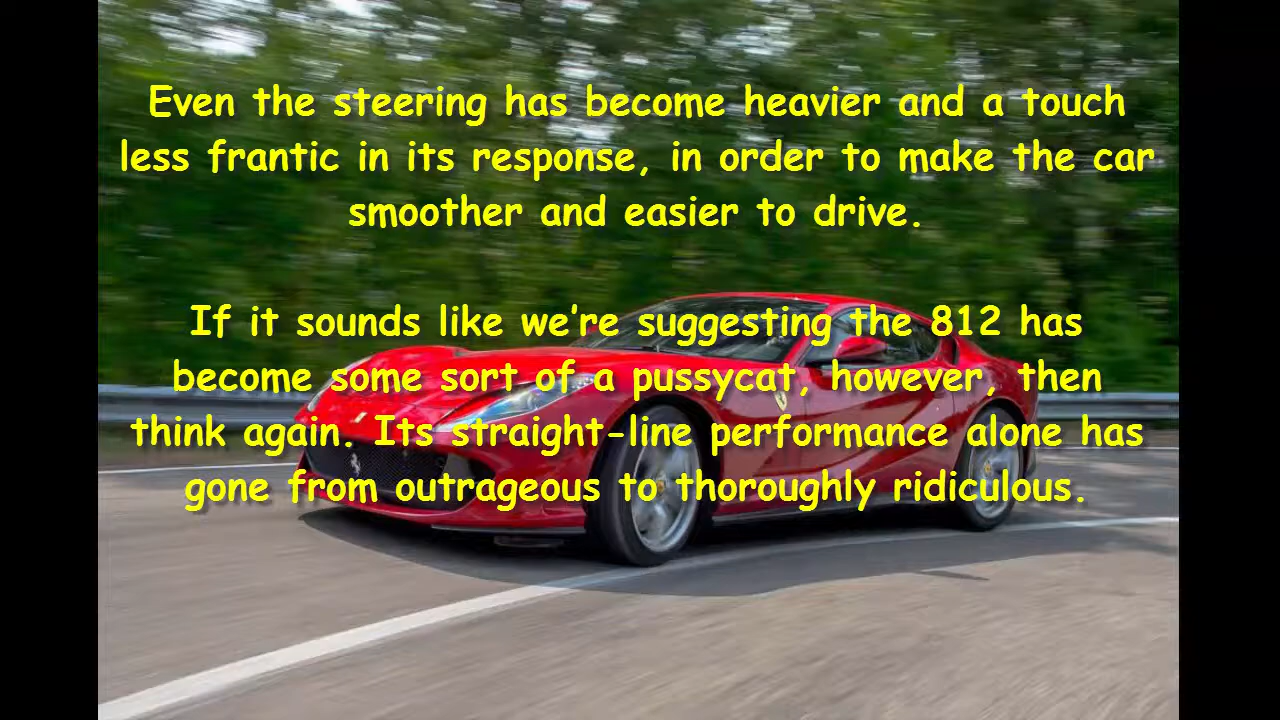 Even the steering has become heavier and a touch
less frantic in its response, in order to make the car
smoother and easier to drive.
If it sounds like we’re suggesting the 812 has
become some sort of a pussycat, however, then
think again. Its straight-line performance alone has
gone from outrageous to thoroughly ridiculous.